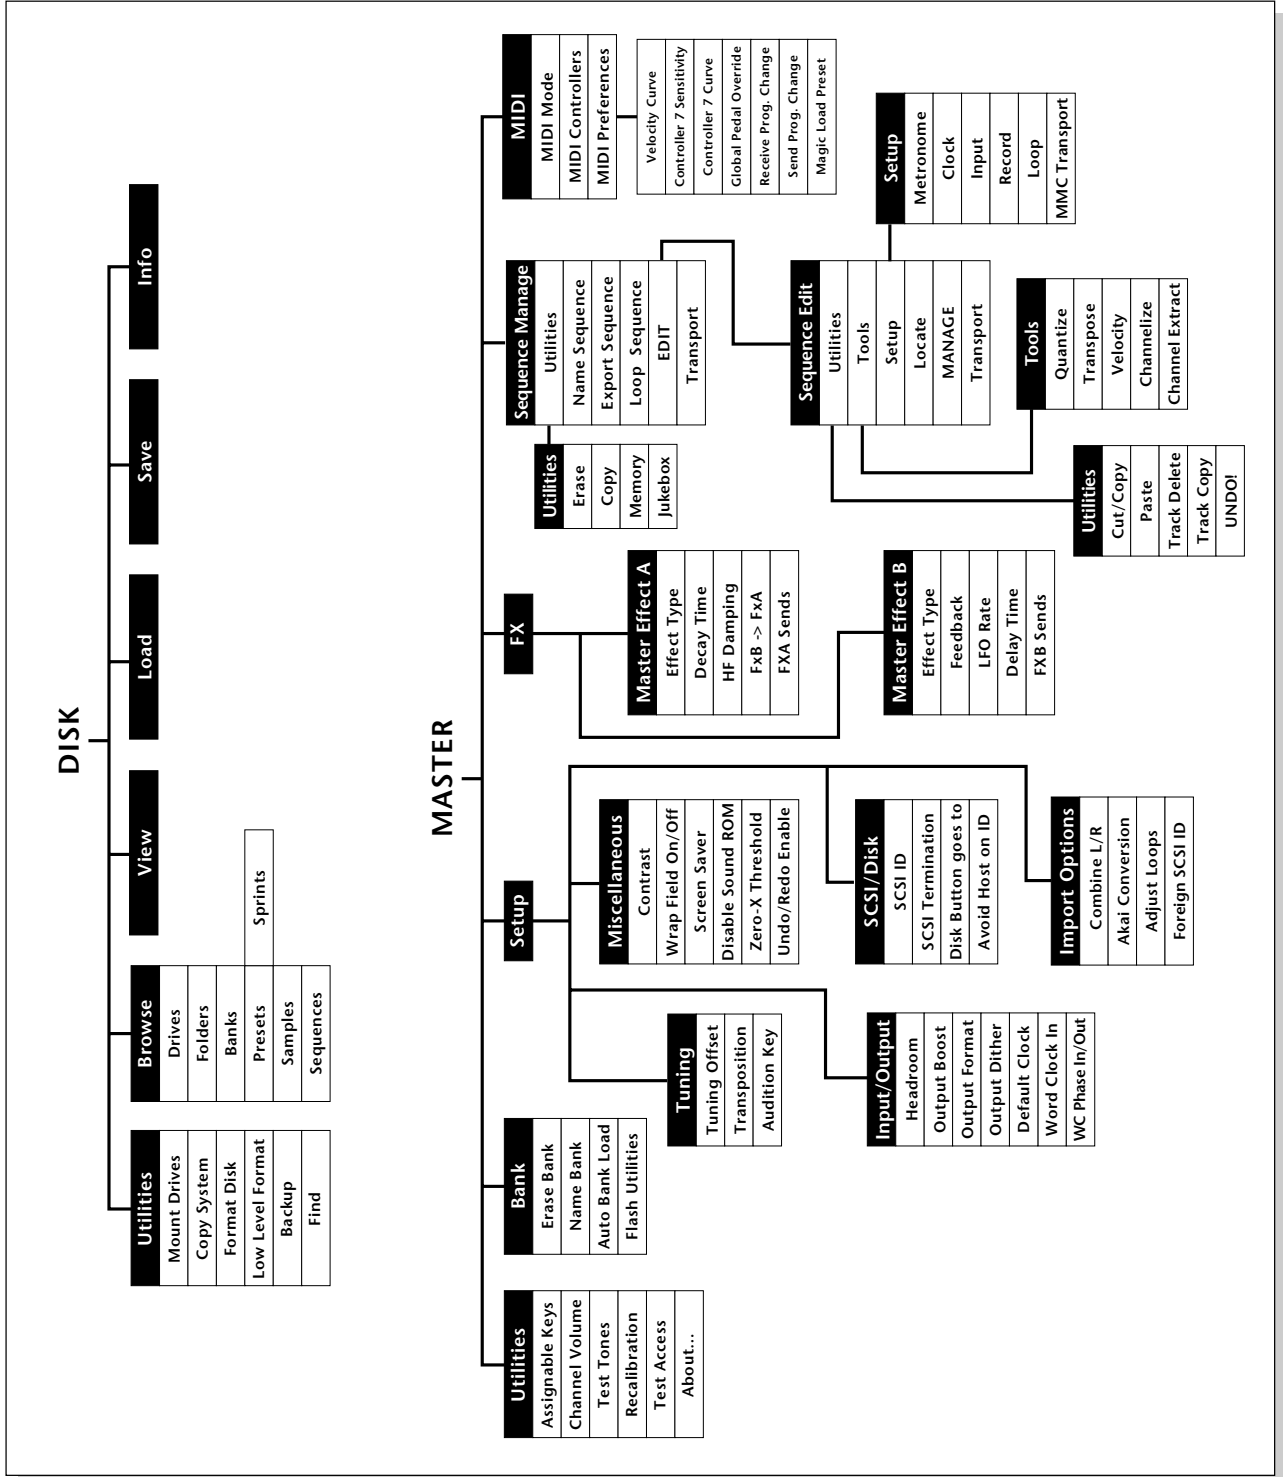 DISK
Utilities
Mount Drives
Copy System
Format Disk
Low Level Format
Backup
Find
Browse
Drives
Folders
Banks
Presets
Sprints
Samples
Sequences
View
Load
Save
Info
MASTER
Utilities
Assignable Keys
Channel Volume
Test Tones
Recalibration
Test Access
About...
Bank
Erase Bank
Name Bank
Auto Bank Load
Flash Utilities
Setup
Tuning
Tuning Offset
Transposition
Audition Key
Input/Output
Headroom
Output Boost
Output Format
Output Dither
Default Clock
Word Clock In
WC Phase In/Out
Miscellaneous
Contrast
Wrap Field On/Off
Screen Saver
Disable Sound ROM
Zero-X Threshold
Undo/Redo Enable
SCSI/Disk
SCSI ID
SCSI Termination
Disk Button goes to
Avoid Host on ID
Import Options
Combine L/R
Akai Conversion
Adjust Loops
Foreign SCSI ID
FX
Master Effect A
Effect Type
Decay Time
HF Damping
FxB -> FxA
FXA Sends
Master Effect B
Effect Type
Feedback
LFO Rate
Delay Time
FXB Sends
Sequence Manage
Utilities
Name Sequence
Export Sequence
Loop Sequence
EDIT
Transport
Utilities
Erase
Copy
Memory
Jukebox
Sequence Edit
Utilities
Tools
Setup
Locate
MANAGE
Transport
Utilities
Cut/Copy
Paste
Track Delete
Track Copy
UNDO!
Tools
Quantize
Transpose
Velocity
Channelize
Channel Extract
Setup
Metronome
Clock
Input
Record
Loop
MMC Transport
MIDI
MIDI Mode
MIDI Controllers
MIDI Preferences
Velocity Curve
Controller 7 Sensitivity
Controller 7 Curve
Global Pedal Override
Receive Prog. Change
Send Prog. Change
Magic Load Preset